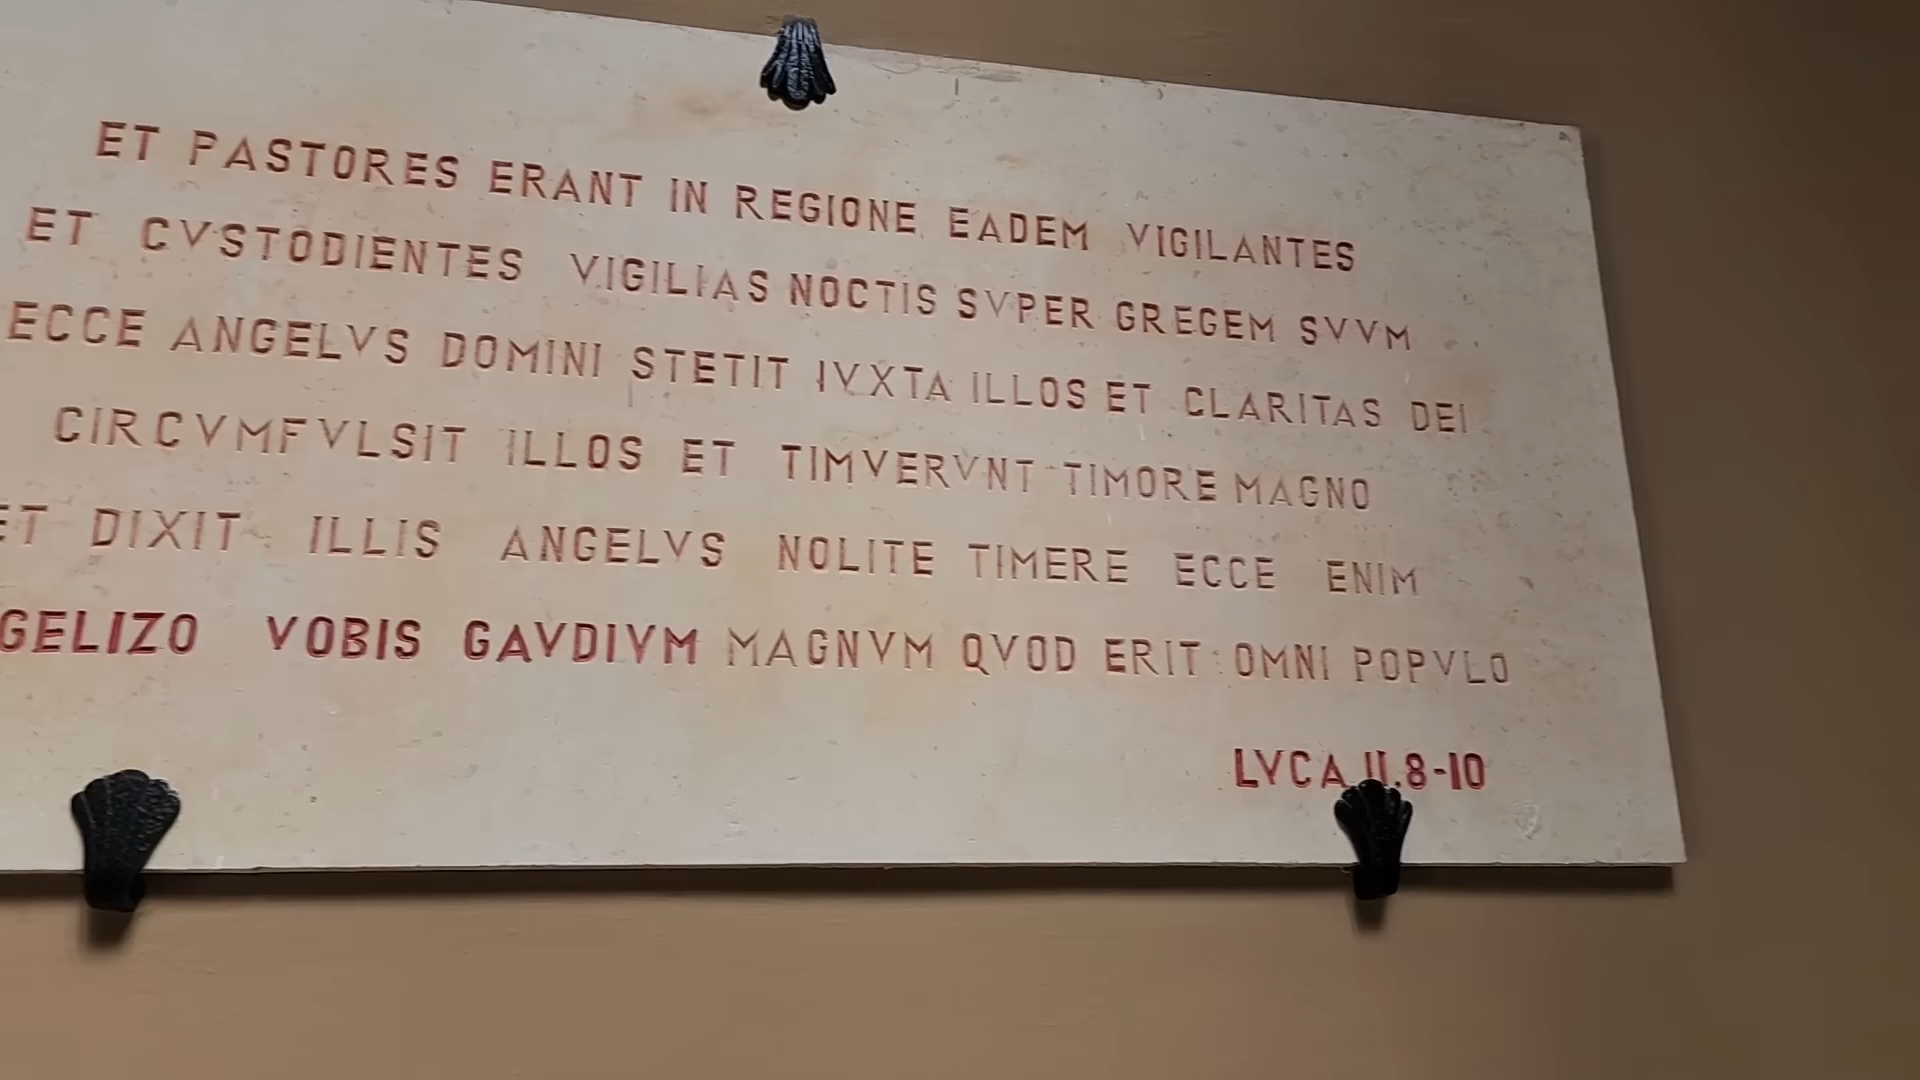 ET PASTORES ERANT IN REGIONE EADEM VIGILANTES
ET CVSTODIENTES VIGILIAS NOCTIS SVPER GREGEM SVVM
ECCE ANGELVS DOMINI STETIT IVXTA ILLOS ET CLARITAS DEI
CIRCVMFVLSIT ILLOS ET TIMVERVNT TIMORE MAGNO
ET DIXIT ILLIS ANGELVS NOLITE TIMERE ECCE ENIM
GELIZO VOBIS GAVDIVM MAGNVM QVOD ERIT OMNI POPVLO
LVCA II.8-10